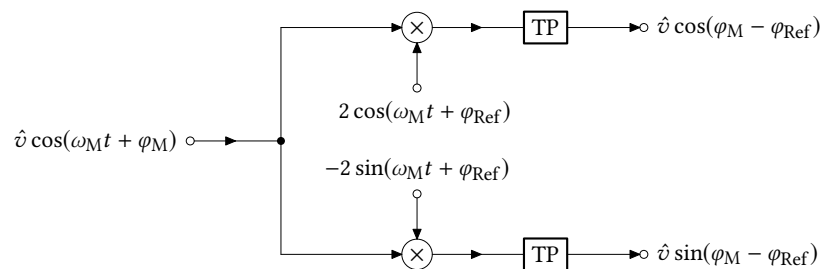 × TP v̂ cos(φ_M − φ_Ref)
2 cos(ω_M t + φ_Ref)
v̂ cos(ω_M t + φ_M)
−2 sin(ω_M t + φ_Ref)
× TP v̂ sin(φ_M − φ_Ref)